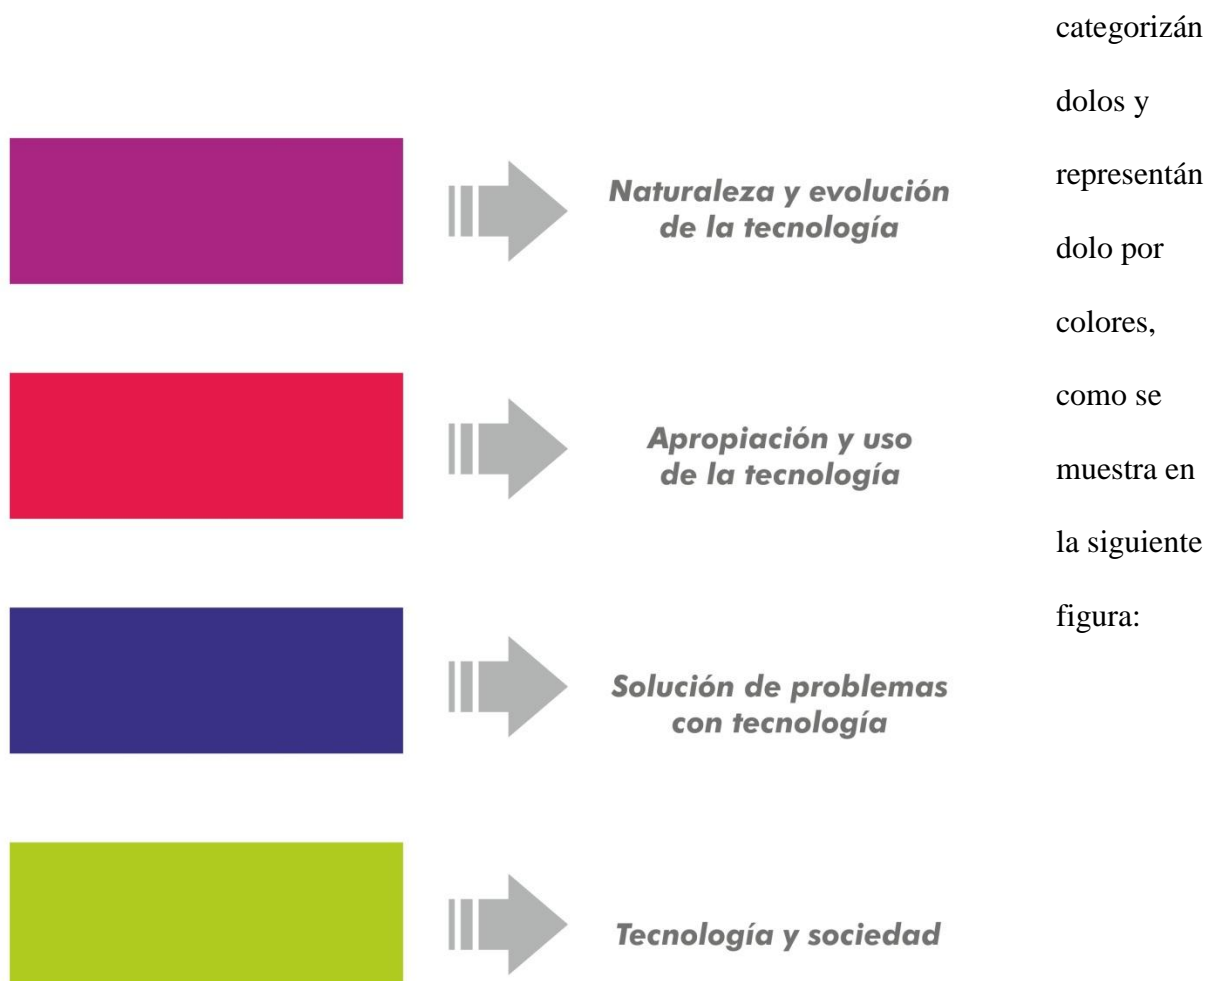 categorizán
dolos y
representán
dolo por
colores,
como se
muestra en
la siguiente
figura:
Naturaleza y evolución
de la tecnología
Apropiación y uso
de la tecnología
Solución de problemas
con tecnología
Tecnología y sociedad